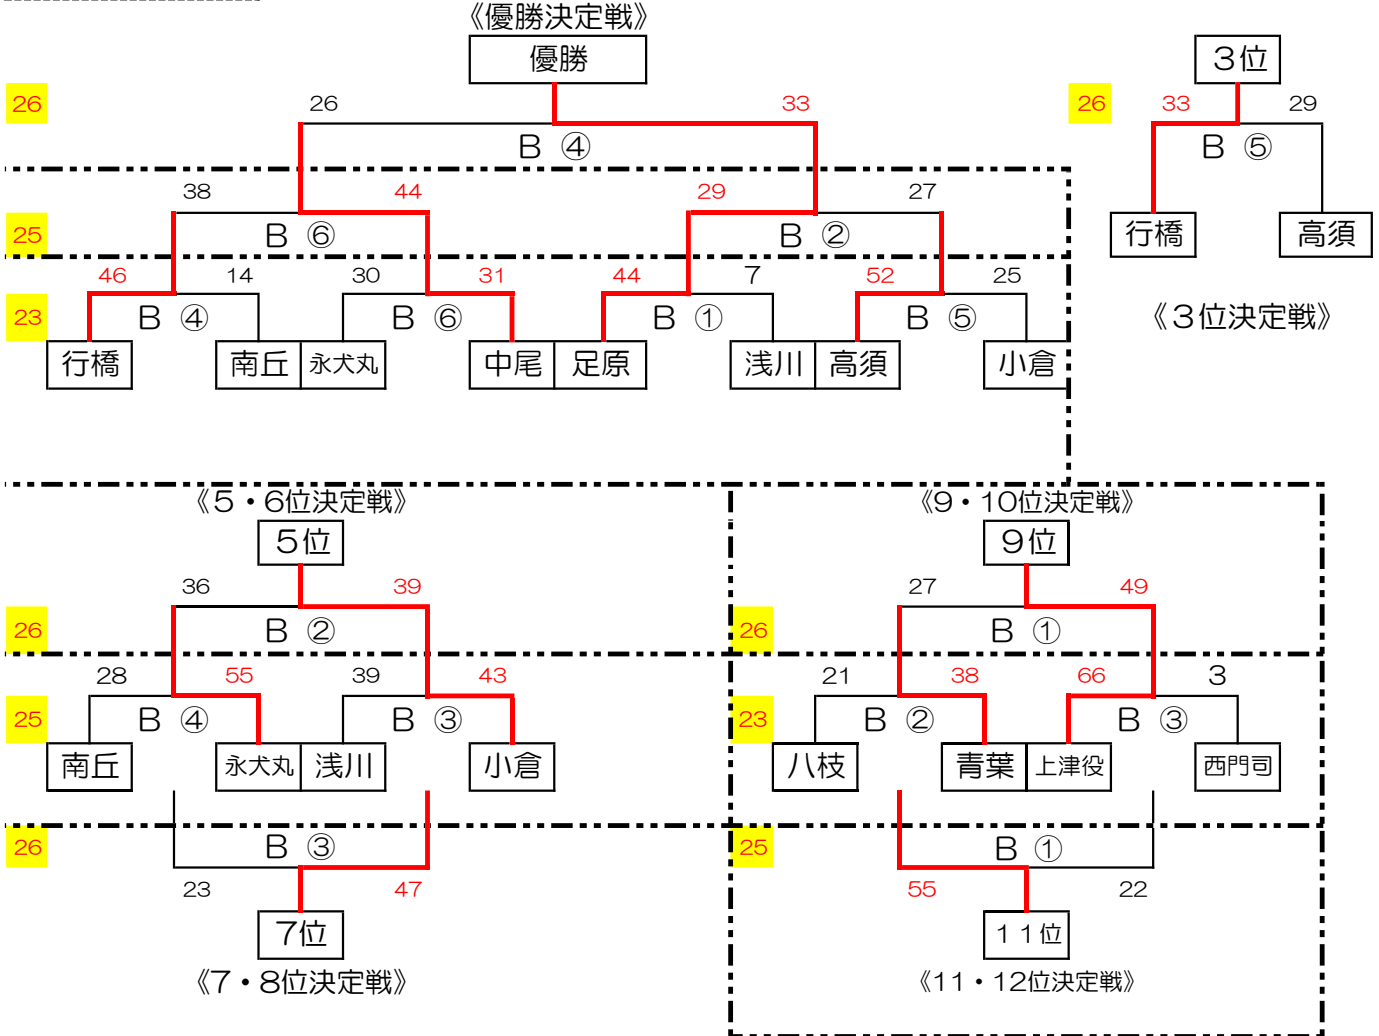 《優勝決定戦》
優勝
3位
26 26 33 26 33 29
B ④ B ⑤
38 44 29 27
25 B ⑥ B ② 行橋 高須
46 14 30 31 44 7 52 25
23 B ④ B ⑥ B ① B ⑤ 《3位決定戦》
行橋 南丘 永犬丸 中尾 足原 浅川 高須 小倉
《5・6位決定戦》 《9・10位決定戦》
5位 9位
36 39 27 49
26 B ② 26 B ①
28 55 39 43 21 38 66 3
25 B ④ B ③ 23 B ② B ③
南丘 永犬丸 浅川 小倉 八枝 青葉 上津役 西門司
26 B ③ 25 B ①
23 47 55 22
7位 11位
《7・8位決定戦》 《11・12位決定戦》